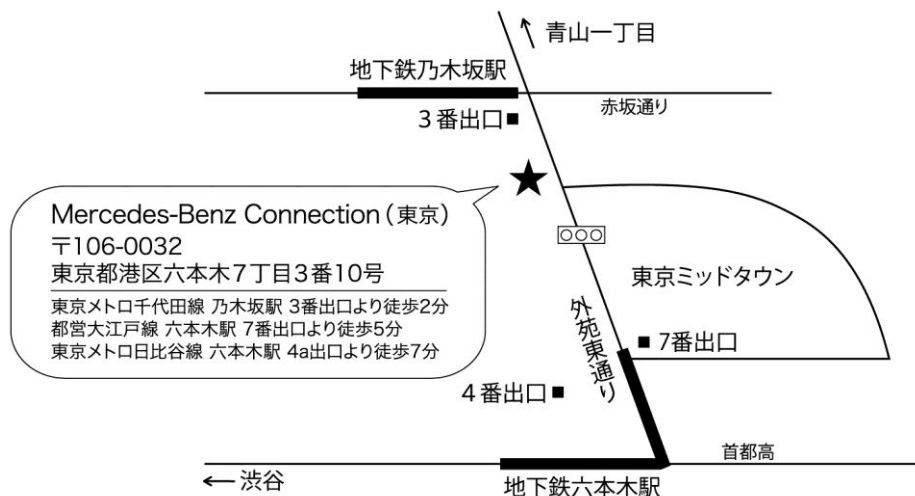 青山一丁目
地下鉄乃木坂駅
赤坂通り
3番出口
Mercedes-Benz Connection（東京）
〒106-0032
東京都港区六本木7丁目3番10号
東京メトロ千代田線 乃木坂駅 3番出口より徒歩2分
都営大江戸線 六本木駅 7番出口より徒歩5分
東京メトロ日比谷線 六本木駅 4a出口より徒歩7分
東京ミッドタウン
外苑東通り
7番出口
4番出口
首都高
渋谷
地下鉄六本木駅